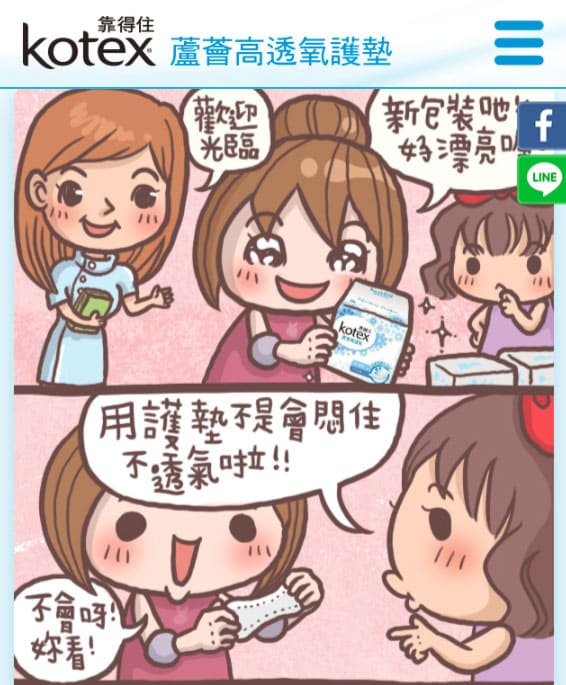 靠得住
kotex
蘆薈高透氧護墊
歡迎
光臨
新包裝吔!!
好漂亮
f
LINE
kotex
用護墊不是會悶住
不透氣啦!!
不會呀!
妳看!